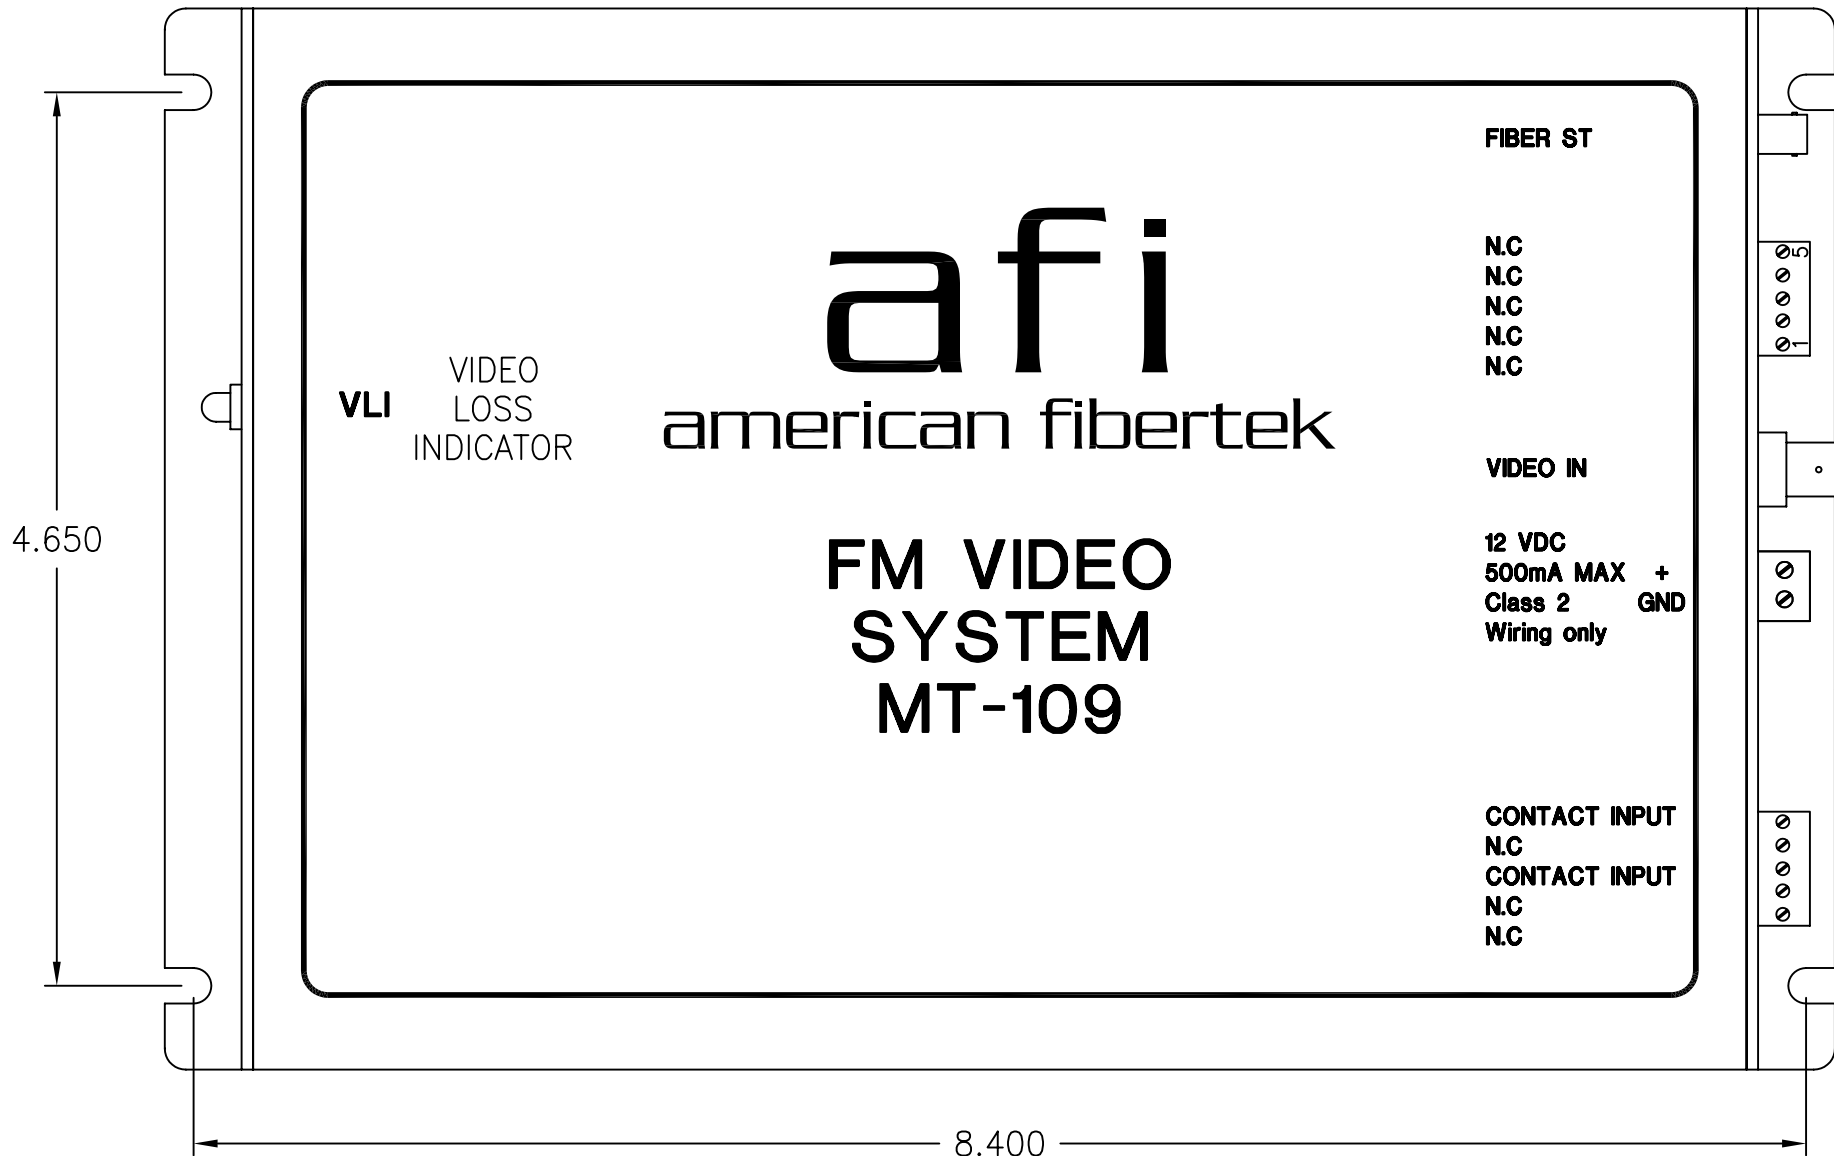 FIBER ST
afi
american fibertek
N.C
N.C
N.C
N.C
N.C
5
1
VLI
VIDEO
LOSS
INDICATOR
VIDEO IN
4.650
FM VIDEO
SYSTEM
MT-109
12 VDC
500mA MAX +
Class 2 GND
Wiring only
CONTACT INPUT
N.C
CONTACT INPUT
N.C
N.C
8.400